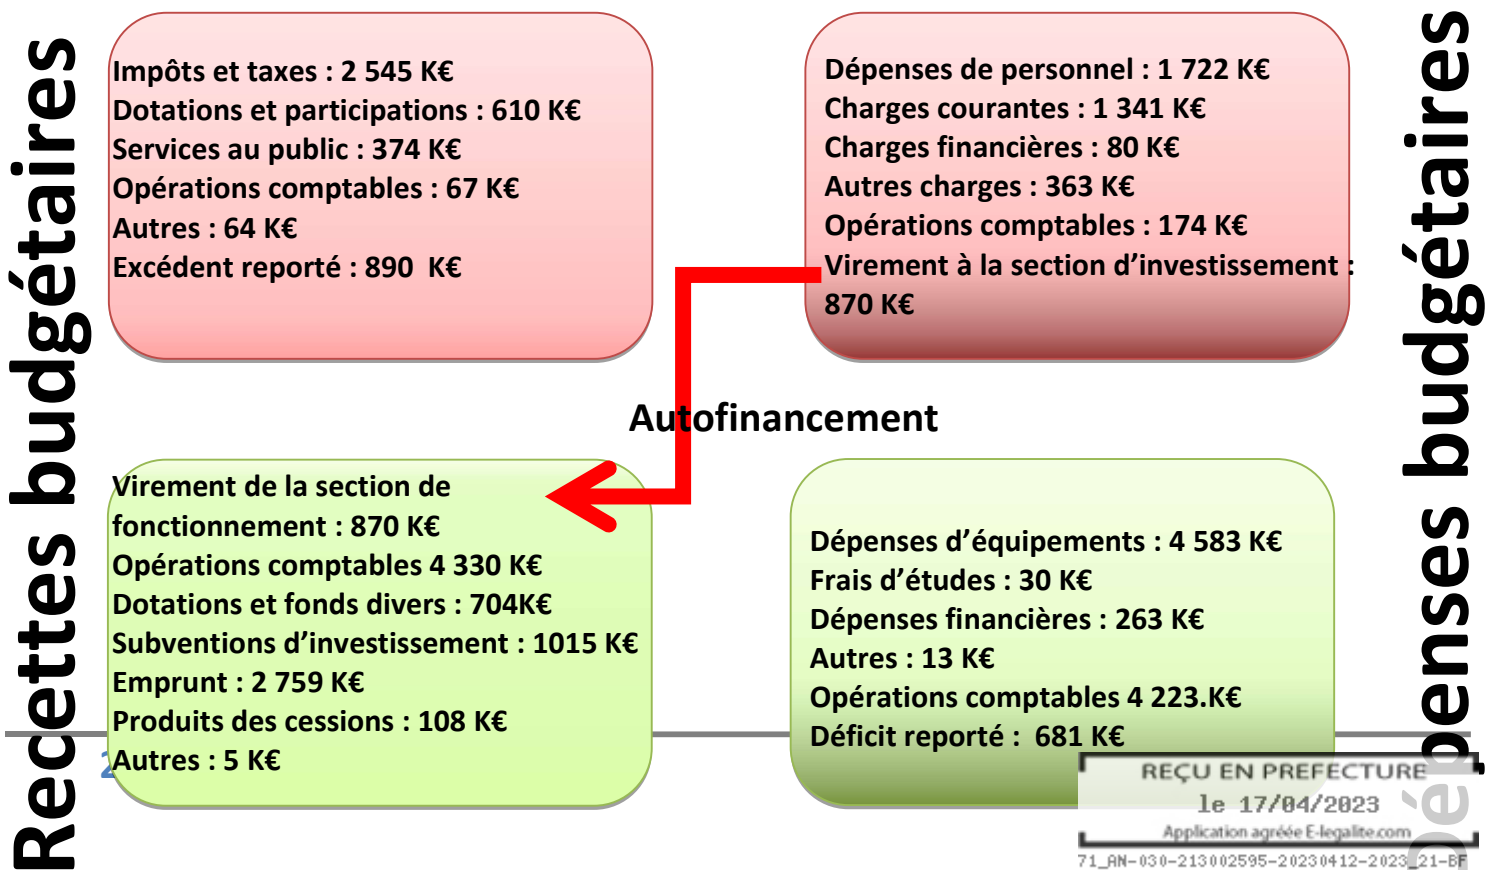 Recettes budgétaires
Impôts et taxes : 2 545 K€
Dotations et participations : 610 K€
Services au public : 374 K€
Opérations comptables : 67 K€
Autres : 64 K€
Excédent reporté : 890 K€
Dépenses de personnel : 1 722 K€
Charges courantes : 1 341 K€
Charges financières : 80 K€
Autres charges : 363 K€
Opérations comptables : 174 K€
Virement à la section d’investissement :
870 K€
Autofinancement
Virement de la section de
fonctionnement : 870 K€
Opérations comptables 4 330 K€
Dotations et fonds divers : 704K€
Subventions d’investissement : 1015 K€
Emprunt : 2 759 K€
Produits des cessions : 108 K€
Autres : 5 K€
Dépenses d’équipements : 4 583 K€
Frais d’études : 30 K€
Dépenses financières : 263 K€
Autres : 13 K€
Opérations comptables 4 223.K€
Déficit reporté : 681 K€
Dépenses budgétaires
REÇU EN PREFECTURE
le 17/04/2023
Application agréée E-legalite.com
71_AN-030-213002595-20230412-2023_21-BF